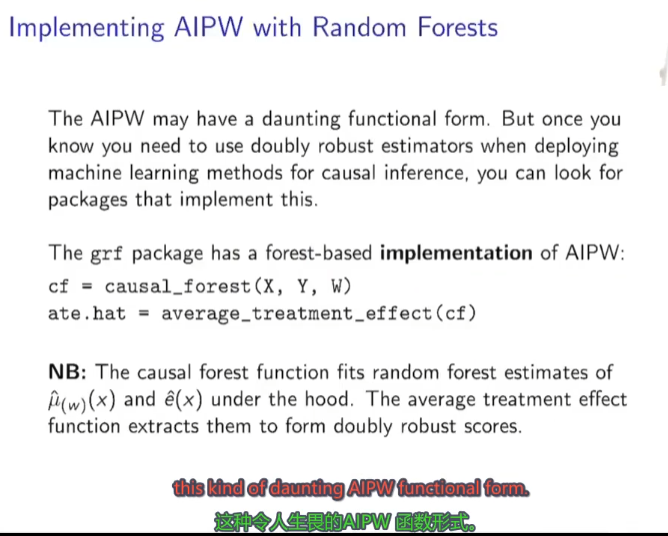 Implementing AIPW with Random Forests
The AIPW may have a daunting functional form. But once you
know you need to use doubly robust estimators when deploying
machine learning methods for causal inference, you can look for
packages that implement this.
The grf package has a forest-based implementation of AIPW:
cf = causal_forest(X, Y, W)
ate.hat = average_treatment_effect(cf)
NB: The causal forest function fits random forest estimates of
μ̂(w)(x) and ê(x) under the hood. The average treatment effect
function extracts them to form doubly robust scores.
this kind of daunting AIPW functional form.
这种令人生畏的AIPW 函数形式。